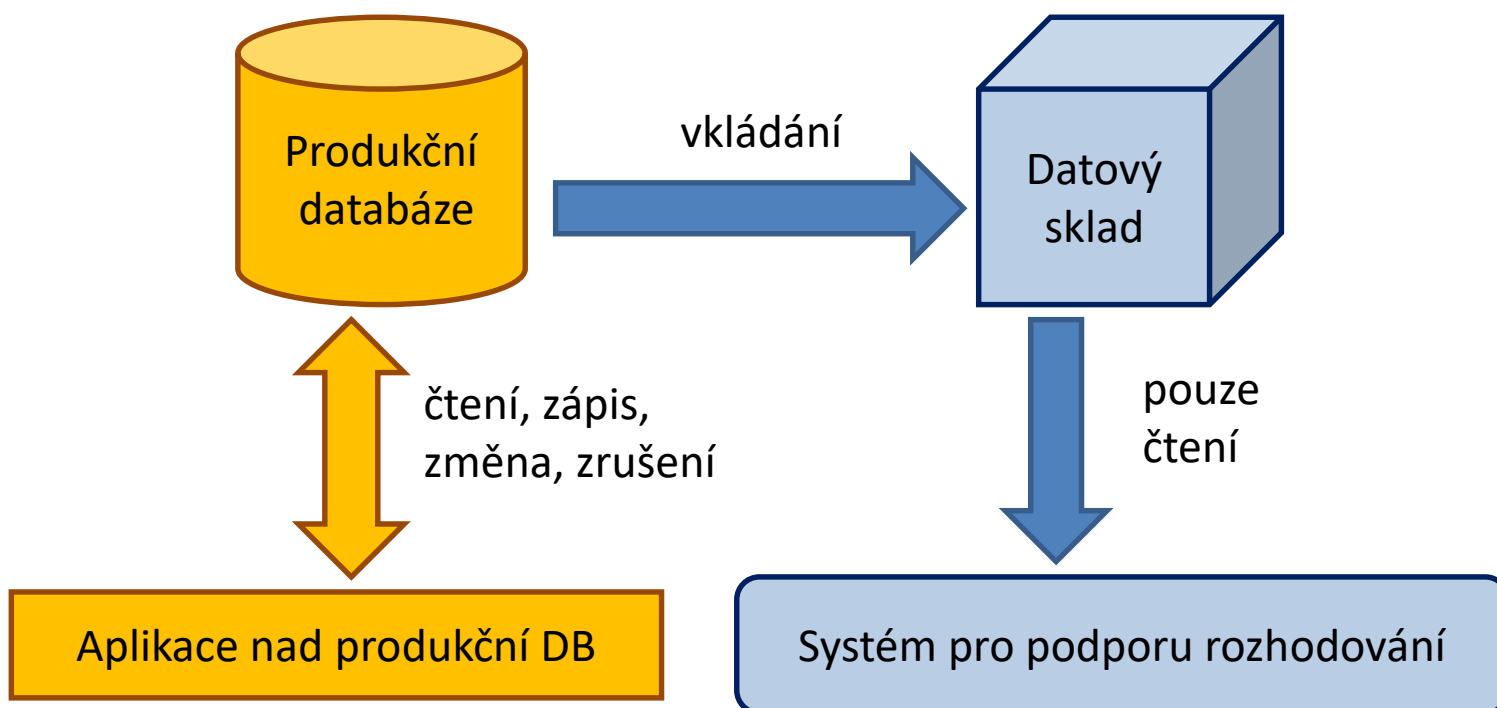 Produkční
databáze
vkládání
Datový
sklad
čtení, zápis,
změna, zrušení
pouze
čtení
Aplikace nad produkční DB
Systém pro podporu rozhodování